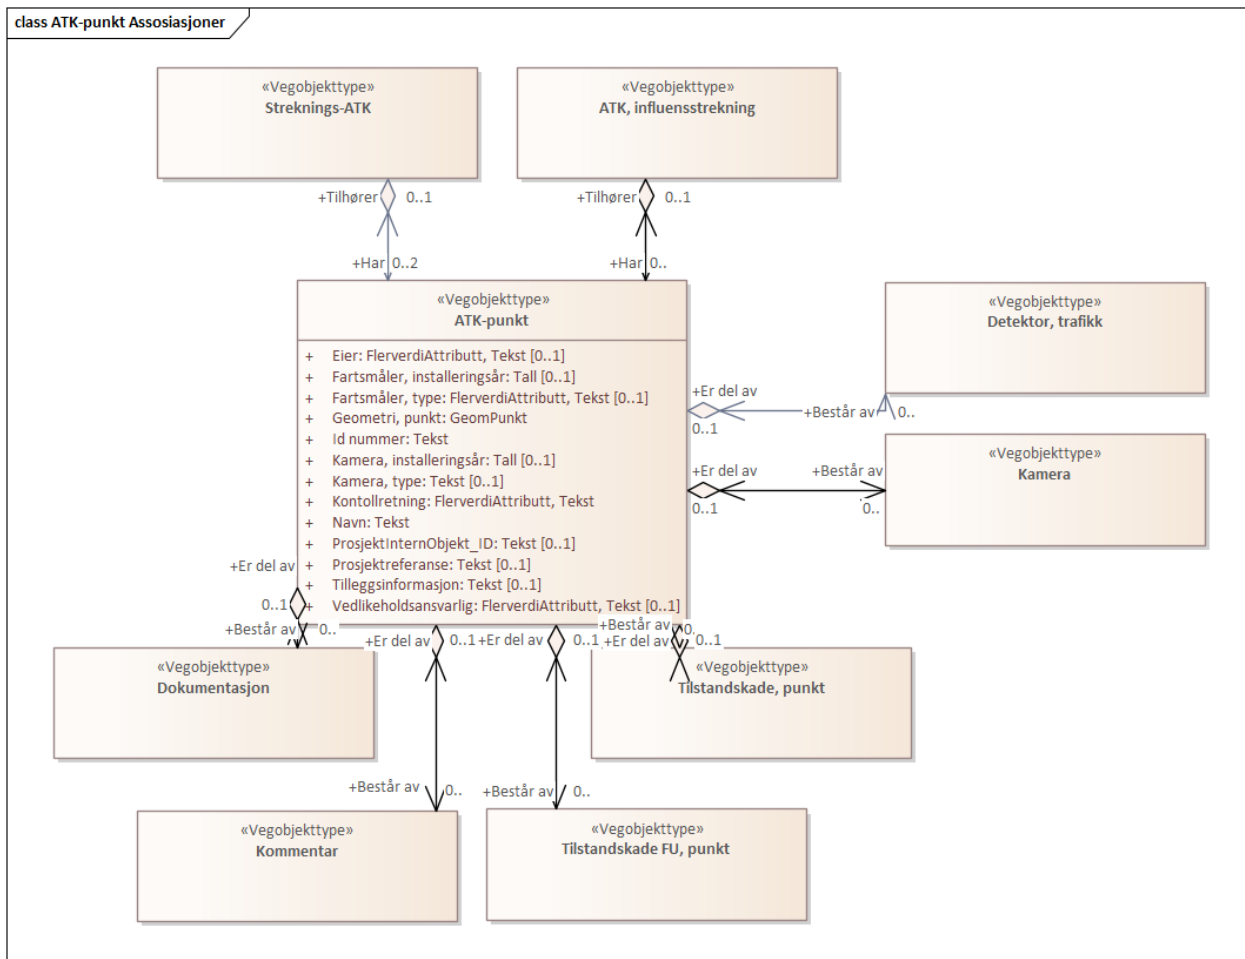 class ATK-punkt Assosiasjoner
«Vegobjekttype»
Streknings-ATK
«Vegobjekttype»
ATK, influensstrekning
+Tilhører 0..1
+Tilhører 0..1
+Har 0..2
+Har 0..
«Vegobjekttype»
ATK-punkt
+ Eier: FlerverdiAttributt, Tekst [0..1]
+ Fartsmåler, installeringsår: Tall [0..1]
+ Fartsmåler, type: FlerverdiAttributt, Tekst [0..1]
+ Geometri, punkt: GeomPunkt
+ Id nummer: Tekst
+ Kamera, installeringsår: Tall [0..1]
+ Kamera, type: Tekst [0..1]
+ Kontollretning: FlerverdiAttributt, Tekst
+ Navn: Tekst
+ ProsjektInternObjekt_ID: Tekst [0..1]
+ Prosjektreferanse: Tekst [0..1]
+ Tilleggsinformasjon: Tekst [0..1]
+ Vedlikeholdsansvarlig: FlerverdiAttributt, Tekst [0..1]
«Vegobjekttype»
Detektor, trafikk
+Er del av
0..1
+Består av 0..
«Vegobjekttype»
Kamera
+Er del av
0..1
+Består av
0..
+Er del av
0..1
+Består av 0..
«Vegobjekttype»
Dokumentasjon
+Er del av 0..1
+Består av 0..
«Vegobjekttype»
Kommentar
+Er del av 0..1
+Består av 0..
«Vegobjekttype»
Tilstandskade FU, punkt
+Består av 0..
+Er del av 0..1
«Vegobjekttype»
Tilstandskade, punkt